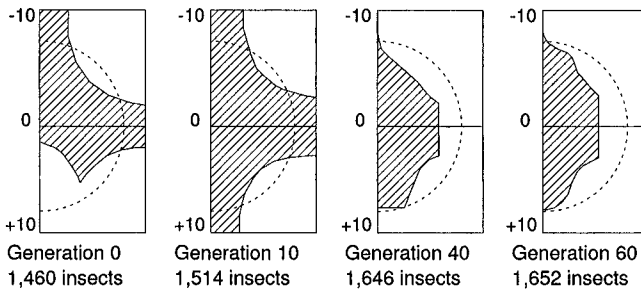 -10 -10 -10 -10
0 0 0 0
+10 +10 +10 +10
Generation 0 Generation 10 Generation 40 Generation 60
1,460 insects 1,514 insects 1,646 insects 1,652 insects